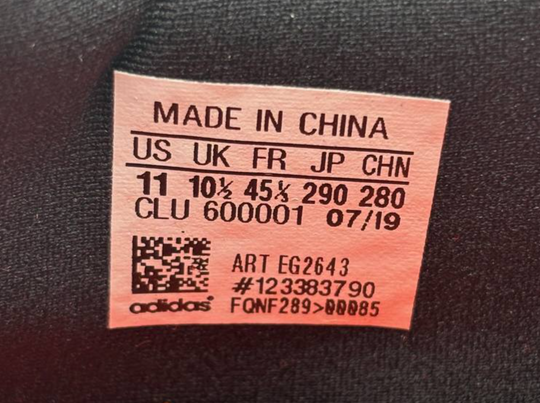 MADE IN CHINA
US UK FR JP CHN
11 10½ 45⅓ 290 280
CLU 600001 07/19
ART EG2643
#123383790
adidas FQNF289>00085